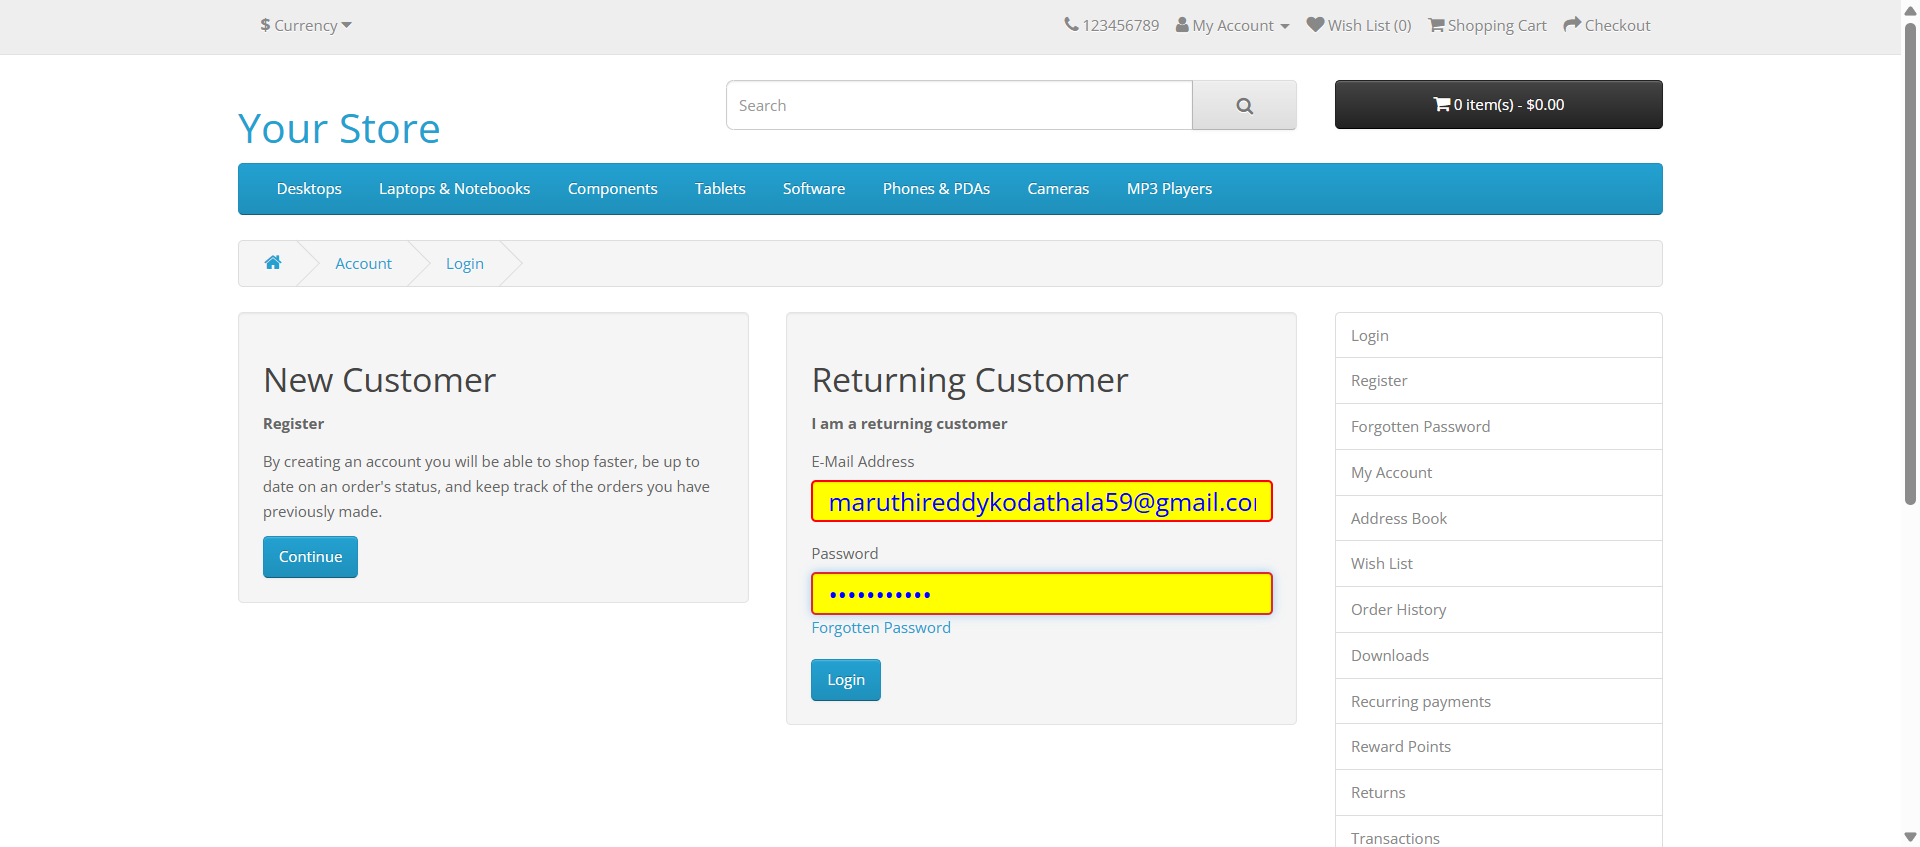 $ Currency
123456789 My Account Wish List (0) Shopping Cart Checkout
Search
0 item(s) - $0.00
Your Store
Desktops Laptops & Notebooks Components Tablets Software Phones & PDAs Cameras MP3 Players
Account Login
New Customer
Register
By creating an account you will be able to shop faster, be up to
date on an order's status, and keep track of the orders you have
previously made.
Continue
Returning Customer
I am a returning customer
E-Mail Address
maruthireddykodathala59@gmail.co
Password
•••••••••••
Forgotten Password
Login
Login
Register
Forgotten Password
My Account
Address Book
Wish List
Order History
Downloads
Recurring payments
Reward Points
Returns
Transactions